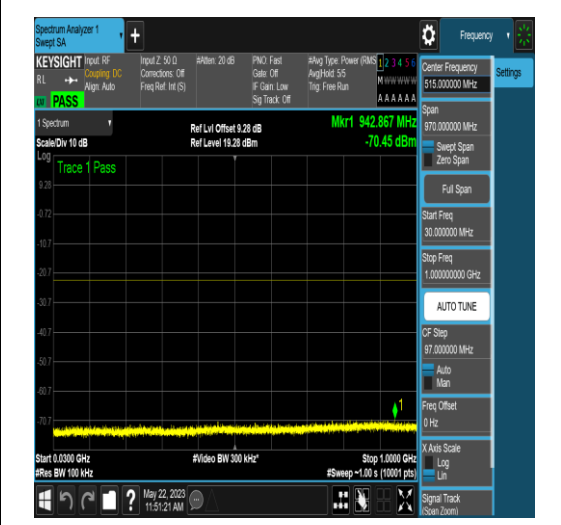 Spectrum Analyzer 1
Swept SA
Frequency
KEYSIGHT
RL
LXI
PASS
Input: RF
Coupling: DC
Align: Auto
Input Z: 50 Ω
Corrections: Off
Freq Ref: Int (S)
#Atten: 20 dB
PNO: Fast
Gate: Off
IF Gain: Low
Sig Track: Off
#Avg Type: Power (RMS
Avg|Hold: 5/5
Trig: Free Run
1 2 3 4 5 6
M W W W W W
A A A A A A
Center Frequency
515.000000 MHz
Settings
1 Spectrum
Scale/Div 10 dB
Ref Lvl Offset 9.28 dB
Ref Level 19.28 dBm
Mkr1 942.867 MHz
-70.45 dBm
Span
970.000000 MHz
Swept Span
Zero Span
Log
Trace 1 Pass
9.28
-0.72
-10.7
-20.7
-30.7
-40.7
-50.7
-60.7
-70.7
1
Full Span
Start Freq
30.000000 MHz
Stop Freq
1.000000000 GHz
AUTO TUNE
CF Step
97.000000 MHz
Auto
Man
Freq Offset
0 Hz
X Axis Scale
Log
Lin
Signal Track
(Span Zoom)
Start 0.0300 GHz
#Res BW 100 kHz
#Video BW 300 kHz*
Stop 1.0000 GHz
#Sweep ~1.00 s (10001 pts)
?
May 22, 2023
11:51:21 AM